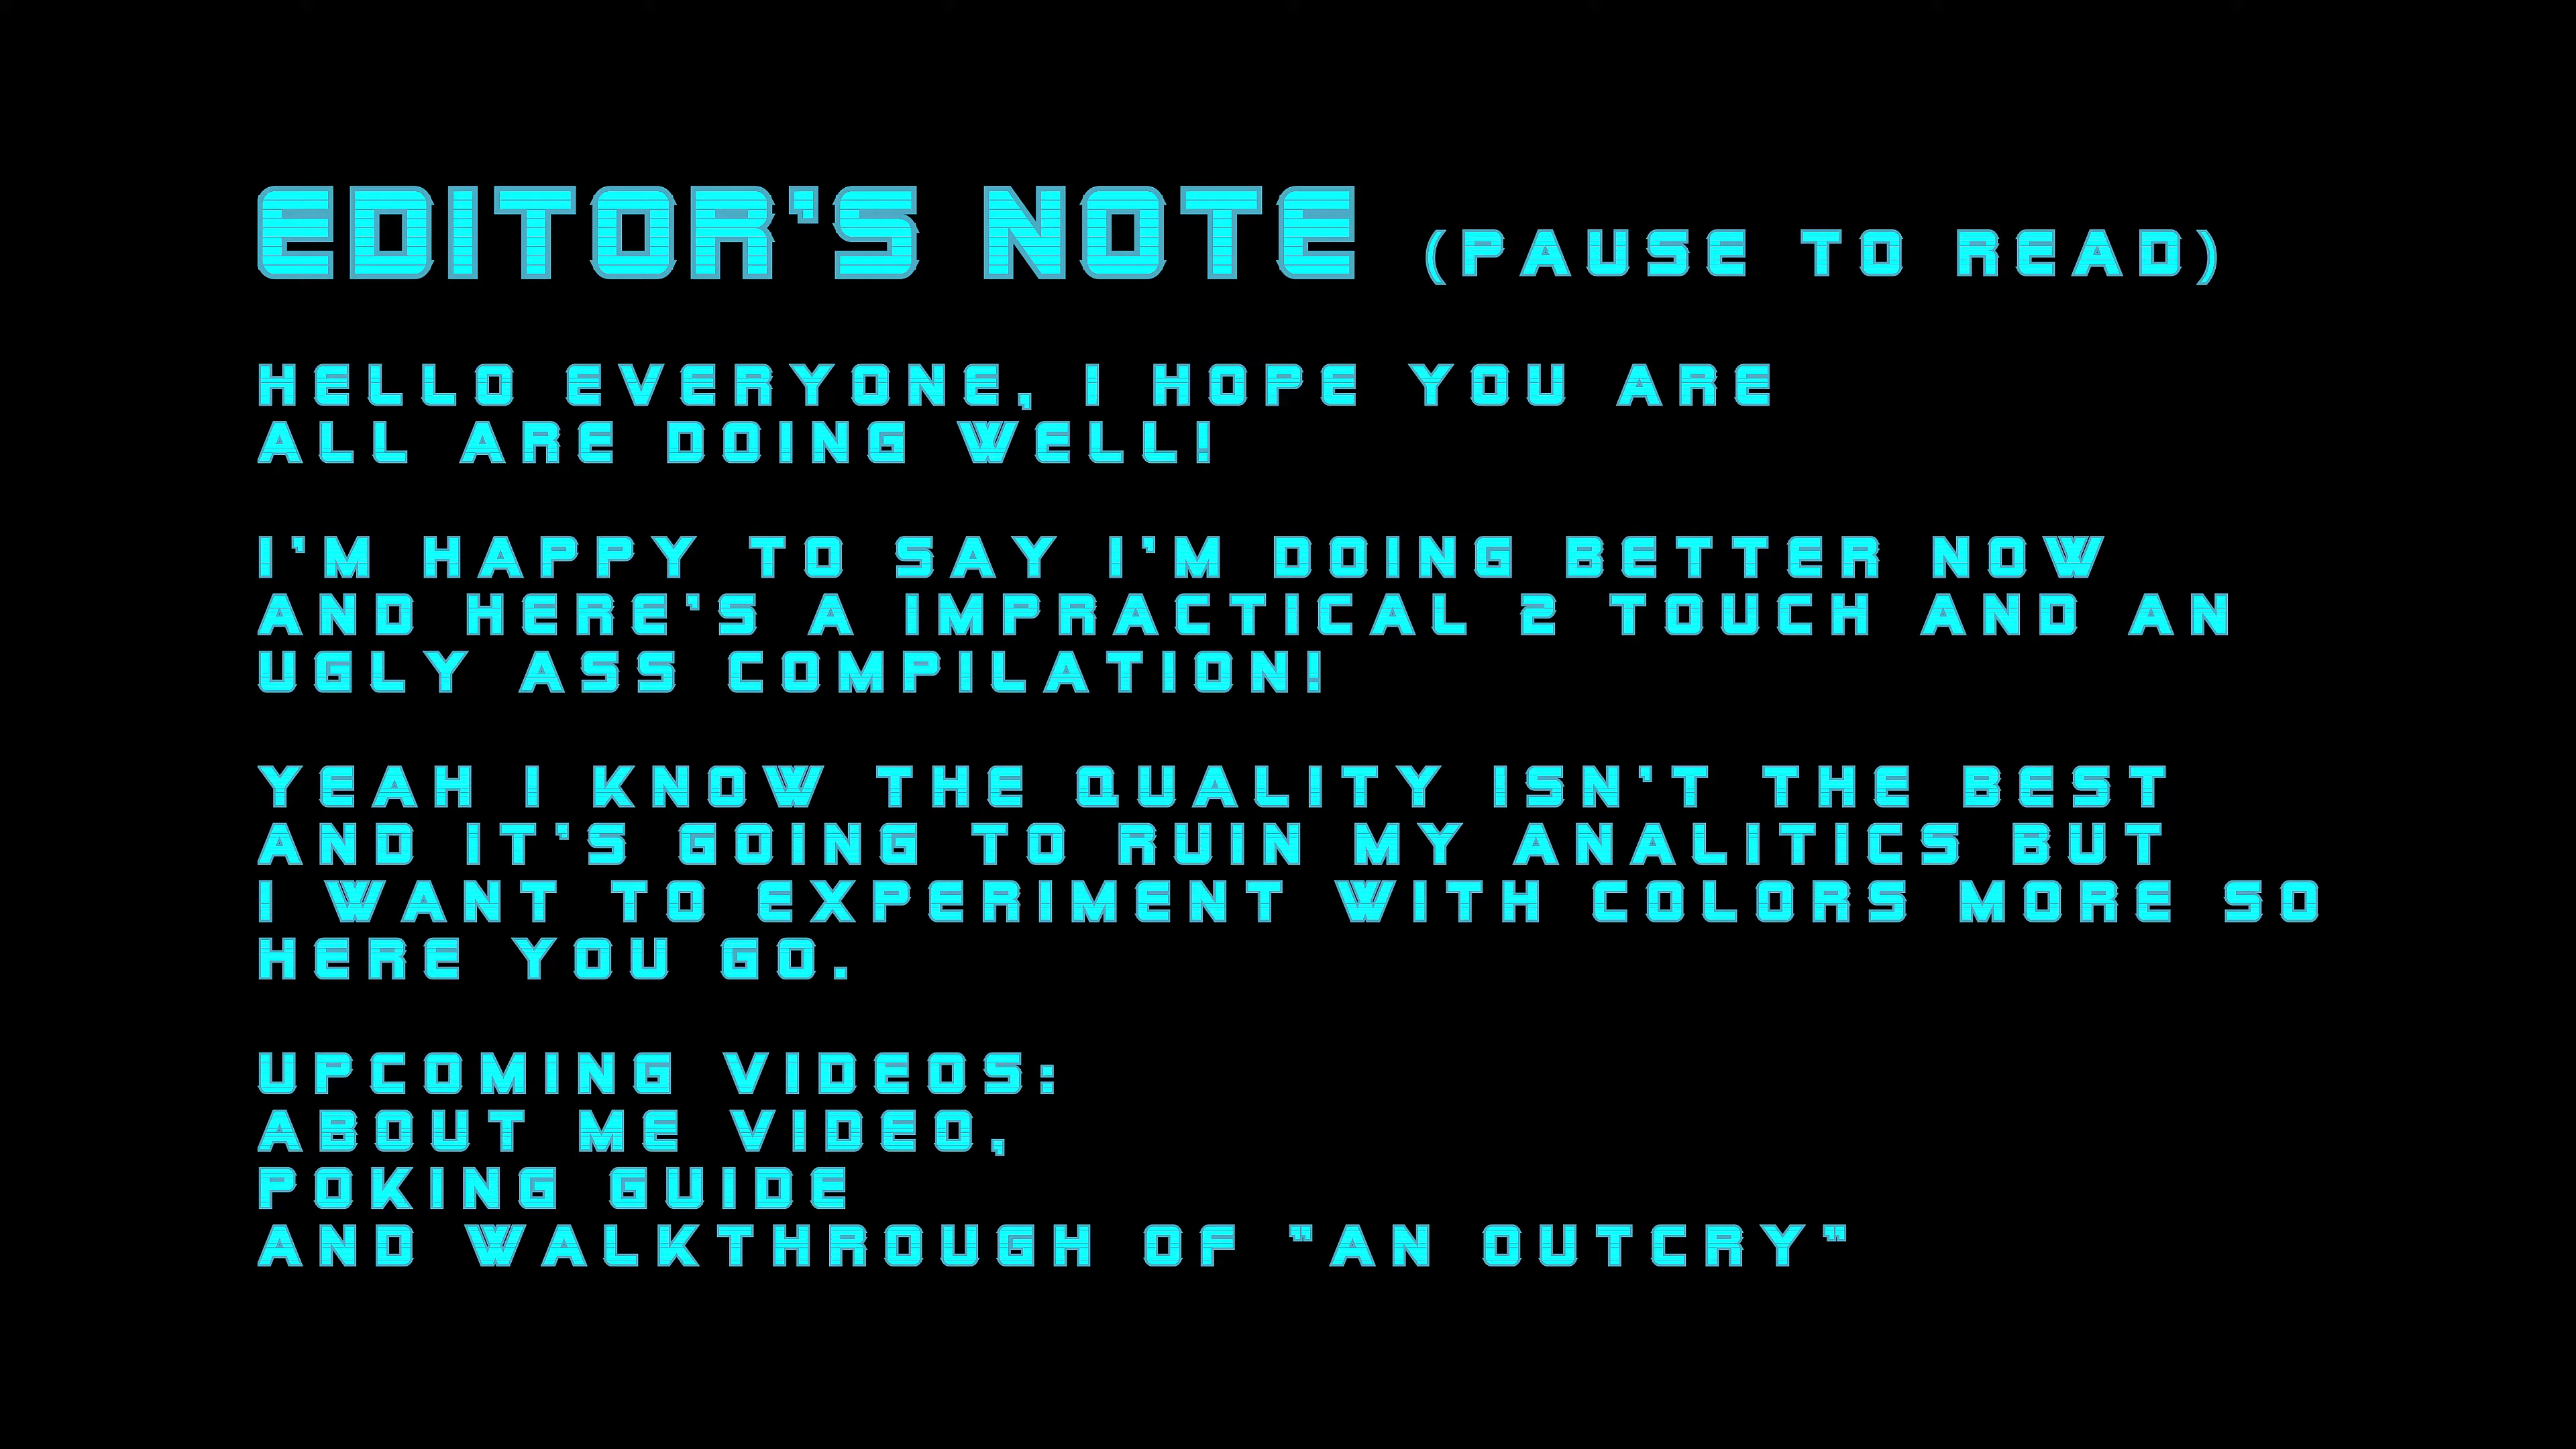 EDITOR'S NOTE (PAUSE TO READ)
HELLO EVERYONE, I HOPE YOU ARE
ALL ARE DOING WELL!
I'M HAPPY TO SAY I'M DOING BETTER NOW
AND HERE'S A IMPRACTICAL 2 TOUCH AND AN
UGLY ASS COMPILATION!
YEAH I KNOW THE QUALITY ISN'T THE BEST
AND IT'S GOING TO RUIN MY ANALITICS BUT
I WANT TO EXPERIMENT WITH COLORS MORE SO
HERE YOU GO.
UPCOMING VIDEOS:
ABOUT ME VIDEO,
POKING GUIDE
AND WALKTHROUGH OF "AN OUTCRY"